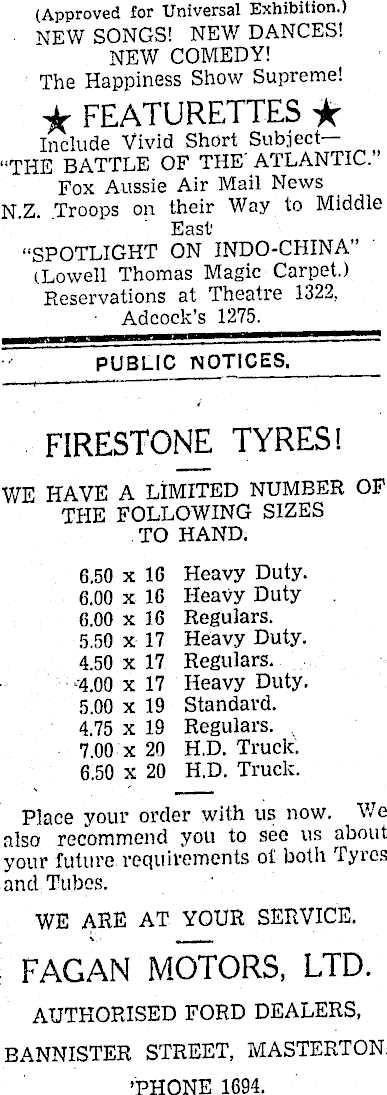 (Approved for Universal Exhibition.)
NEW SONGS! NEW DANCES!
NEW COMEDY!
The Happiness Show Supreme!
★ FEATURETTES ★
Include Vivid Short Subject—
"THE BATTLE OF THE ATLANTIC."
Fox Aussie Air Mail News
N.Z. Troops on their Way to Middle
East
"SPOTLIGHT ON INDO-CHINA"
(Lowell Thomas Magic Carpet.)
Reservations at Theatre 1322,
Adcock's 1275.
PUBLIC NOTICES.
FIRESTONE TYRES!
WE HAVE A LIMITED NUMBER OF
THE FOLLOWING SIZES
TO HAND.
6.50 x 16 Heavy Duty.
6.00 x 16 Heavy Duty
6.00 x 16 Regulars.
5.50 x 17 Heavy Duty.
4.50 x 17 Regulars.
4.00 x 17 Heavy Duty.
5.00 x 19 Standard.
4.75 x 19 Regulars.
7.00 x 20 H.D. Truck.
6.50 x 20 H.D. Truck.
Place your order with us now. We
also recommend you to see us about
your future requirements of both Tyres
and Tubes.
WE ARE AT YOUR SERVICE.
FAGAN MOTORS, LTD.
AUTHORISED FORD DEALERS,
BANNISTER STREET, MASTERTON.
'PHONE 1694.